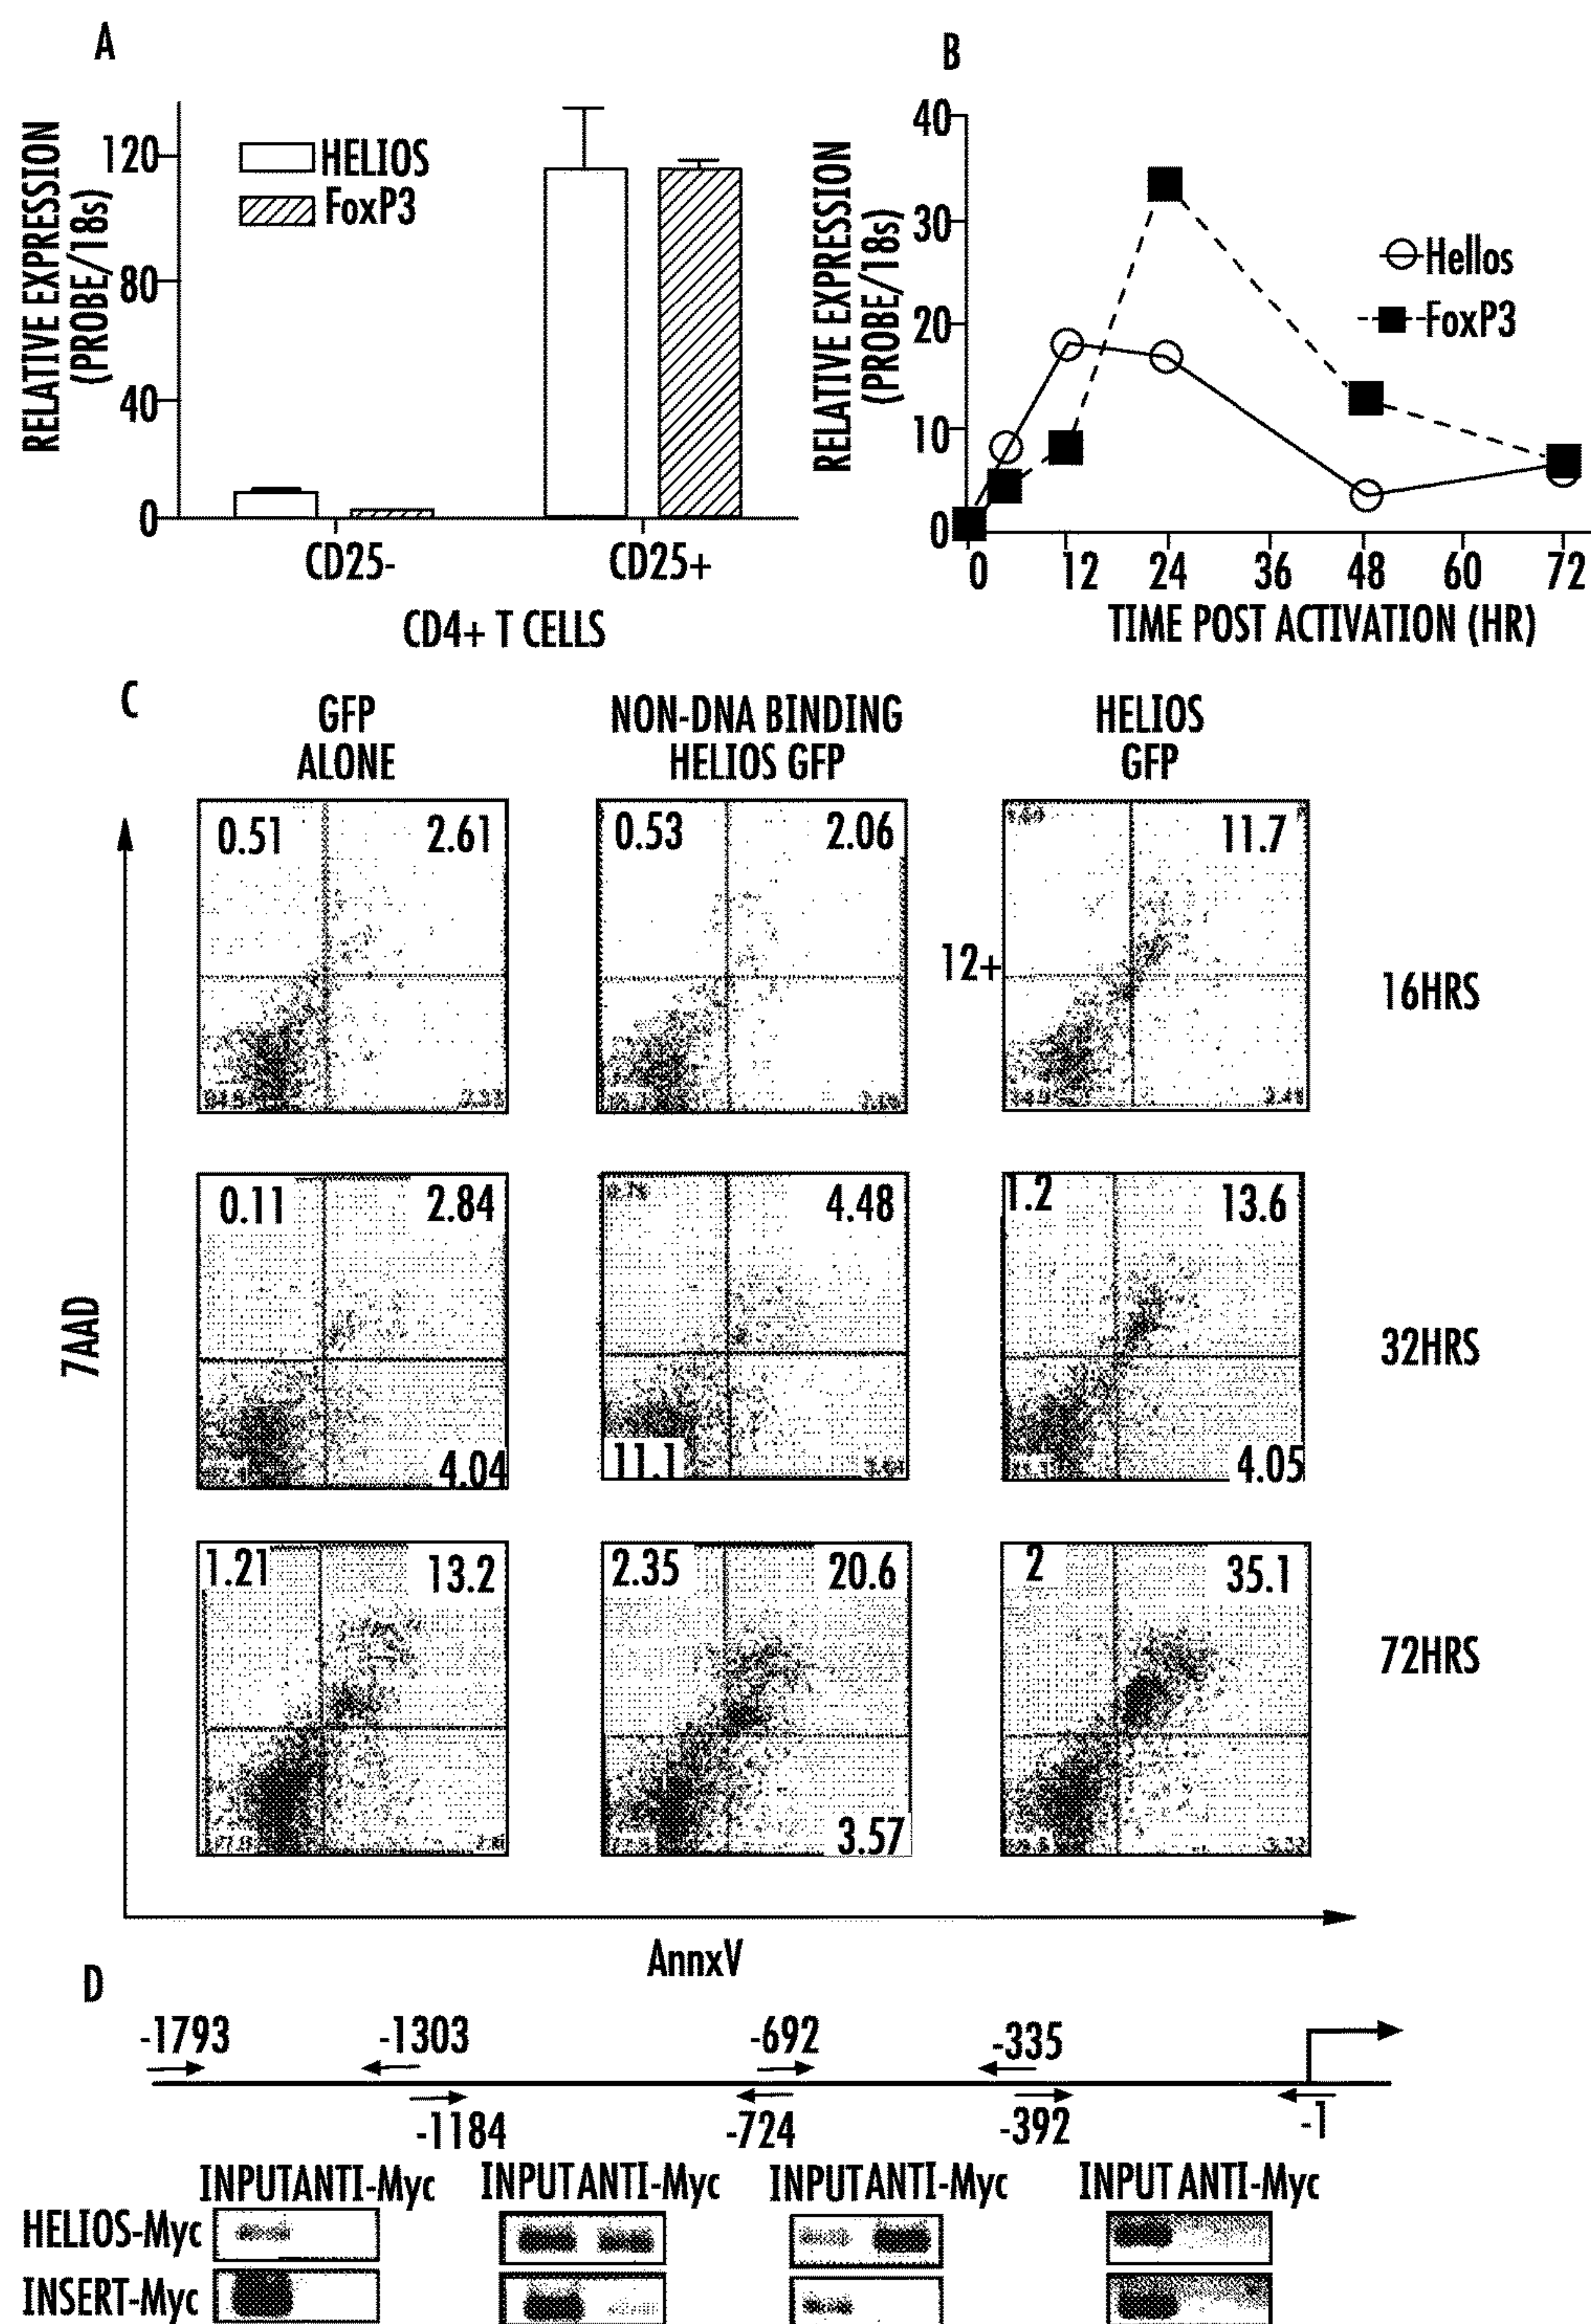 A
RELATIVE EXPRESSION
(PROBE/18s)
120
80
40
0
HELIOS
FoxP3
CD25-
CD25+
CD4+ T CELLS
B
RELATIVE EXPRESSION
(PROBE/18s)
40
30
20
10
0
Hellos
FoxP3
0 12 24 36 48 60 72
TIME POST ACTIVATION (HR)
C
GFP
ALONE
NON-DNA BINDING
HELIOS GFP
HELIOS
GFP
0.51 2.61
0.53 2.06
11.7
12+
16HRS
0.11 2.84
4.04
4.48
11.1
1.2 13.6
4.05
32HRS
1.21 13.2
2.35 20.6
3.57
2 35.1
72HRS
7AAD
AnnxV
D
-1793 -1303 -692 -335
-1184 -724 -392 -1
INPUT ANTI-Myc INPUT ANTI-Myc INPUT ANTI-Myc INPUT ANTI-Myc
HELIOS-Myc
INSERT-Myc